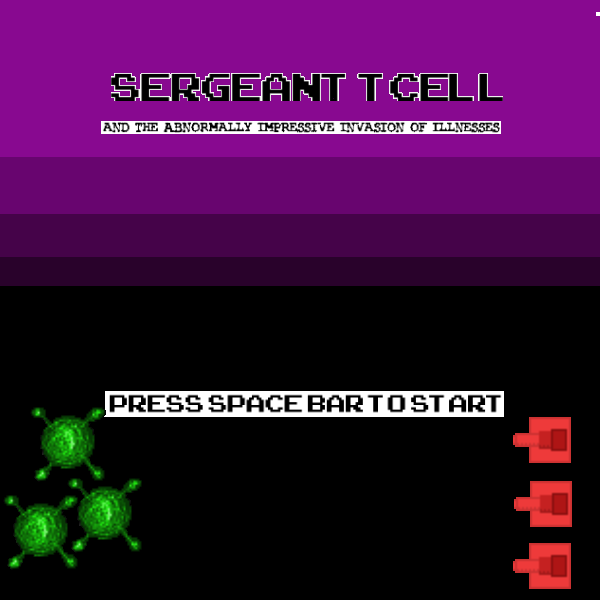 SERGEANT T CELL
AND THE ABNORMALLY IMPRESSIVE INVASION OF ILLNESSES
PRESS SPACE BAR TO START